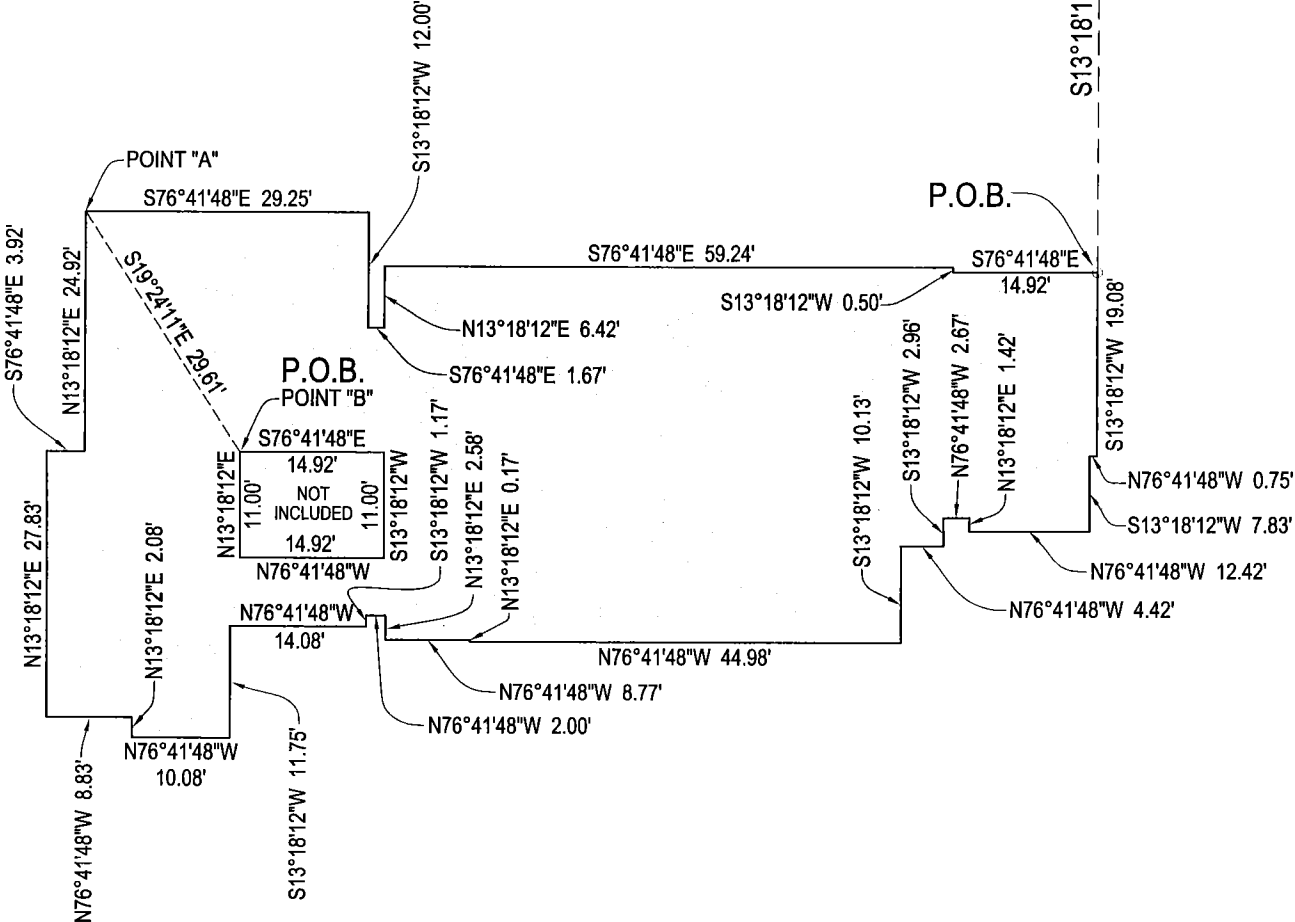 S13°18'12"W 12.00'
S13°18'1
POINT "A"
S76°41'48"E 29.25'
P.O.B.
S76°41'48"E 3.92'
N13°18'12"E 24.92'
S19°24'11"E 29.61'
S76°41'48"E 59.24'
S76°41'48"E
14.92'
S13°18'12"W 0.50'
N13°18'12"E 6.42'
S76°41'48"E 1.67'
S13°18'12"W 19.08'
P.O.B.
POINT "B"
S76°41'48"E
14.92'
N13°18'12"E
11.00'
NOT
INCLUDED
11.00'
S13°18'12"W
14.92'
N76°41'48"W
S13°18'12"W 1.17'
N13°18'12"E 2.58'
N13°18'12"E 0.17'
S13°18'12"W 10.13'
S13°18'12"W 2.96'
N76°41'48"W 2.67'
N13°18'12"E 1.42'
N76°41'48"W 0.75'
S13°18'12"W 7.83'
N76°41'48"W 12.42'
N76°41'48"W 4.42'
N13°18'12"E 27.83'
N13°18'12"E 2.08'
N76°41'48"W
14.08'
N76°41'48"W 44.98'
N76°41'48"W 8.77'
N76°41'48"W 2.00'
N76°41'48"W
10.08'
S13°18'12"W 11.75'
N76°41'48"W 8.83'